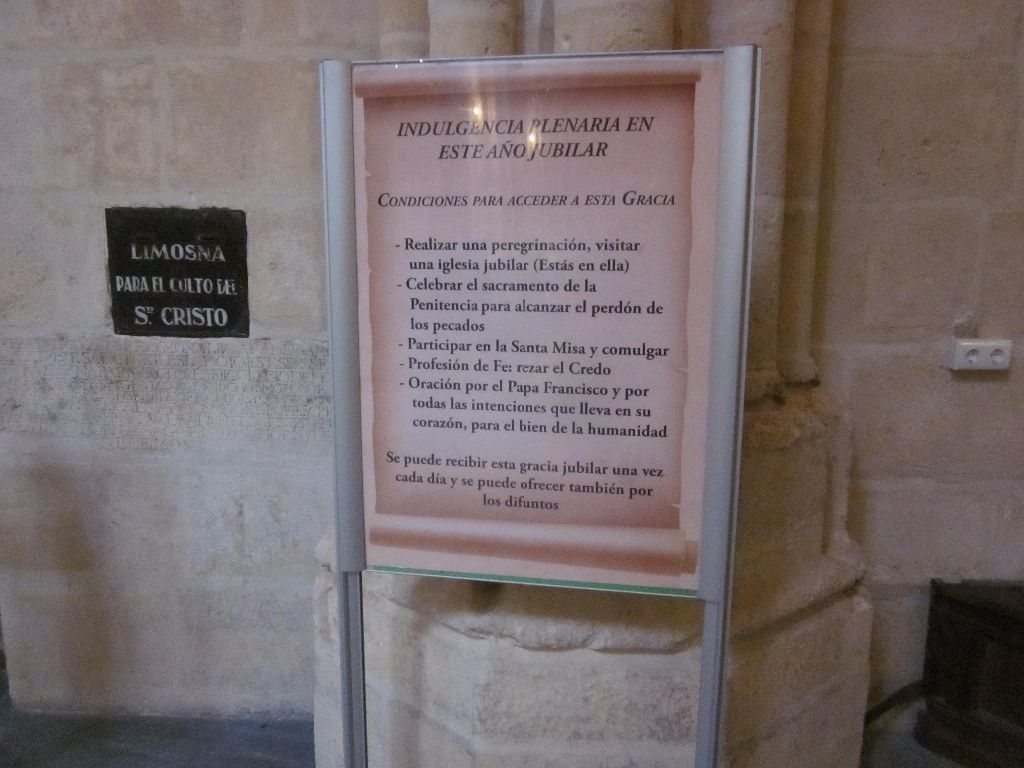 LIMOSNA
PARA EL CULTO DEL
Sᵀᴼ CRISTO
INDULGENCIA PLENARIA EN
ESTE AÑO JUBILAR
CONDICIONES PARA ACCEDER A ESTA GRACIA
- Realizar una peregrinación, visitar
una iglesia jubilar (Estás en ella)
- Celebrar el sacramento de la
Penitencia para alcanzar el perdón de
los pecados
- Participar en la Santa Misa y comulgar
- Profesión de Fe: rezar el Credo
- Oración por el Papa Francisco y por
todas las intenciones que lleva en su
corazón, para el bien de la humanidad
Se puede recibir esta gracia jubilar una vez
cada día y se puede ofrecer también por
los difuntos